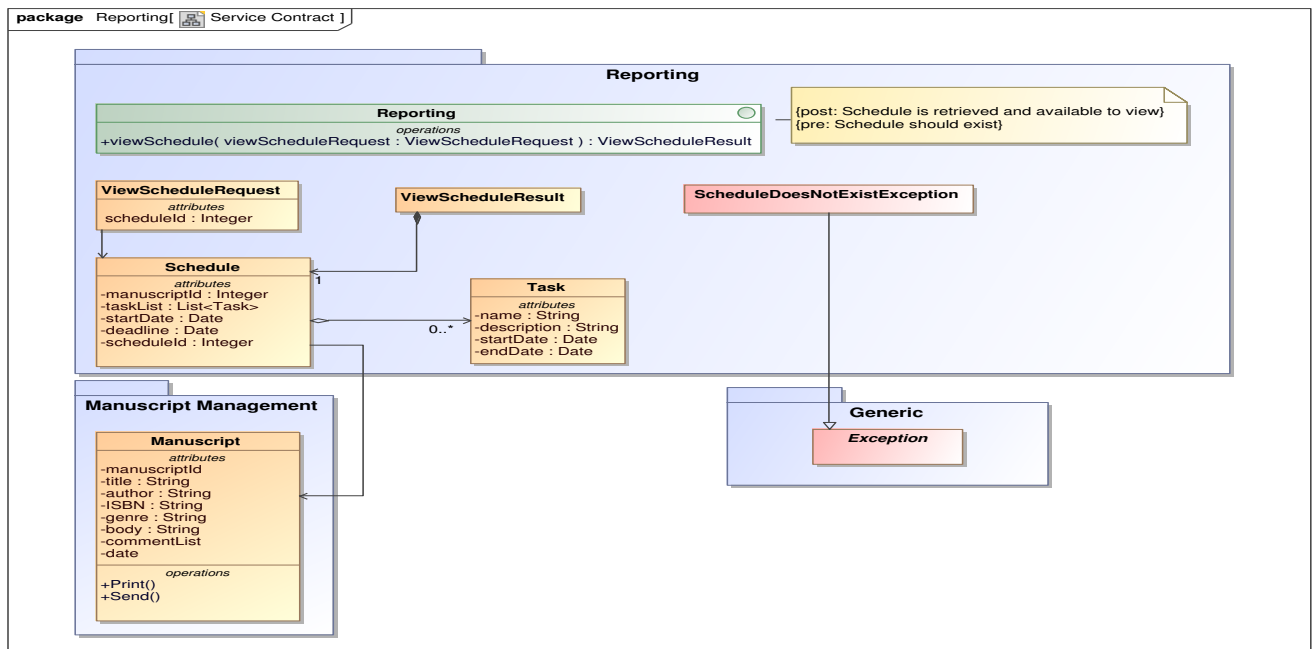 package Reporting[ Service Contract ]
Reporting
Reporting
operations
+viewSchedule( viewScheduleRequest : ViewScheduleRequest ) : ViewScheduleResult
{post: Schedule is retrieved and available to view}
{pre: Schedule should exist}
ViewScheduleRequest
attributes
scheduleId : Integer
ViewScheduleResult
ScheduleDoesNotExistException
Schedule
attributes
-manuscriptId : Integer
-taskList : List<Task>
-startDate : Date
-deadline : Date
-scheduleId : Integer
1
0..*
Task
attributes
-name : String
-description : String
-startDate : Date
-endDate : Date
Manuscript Management
Manuscript
attributes
-manuscriptId
-title : String
-author : String
-ISBN : String
-genre : String
-body : String
-commentList
-date
operations
+Print()
+Send()
Generic
Exception